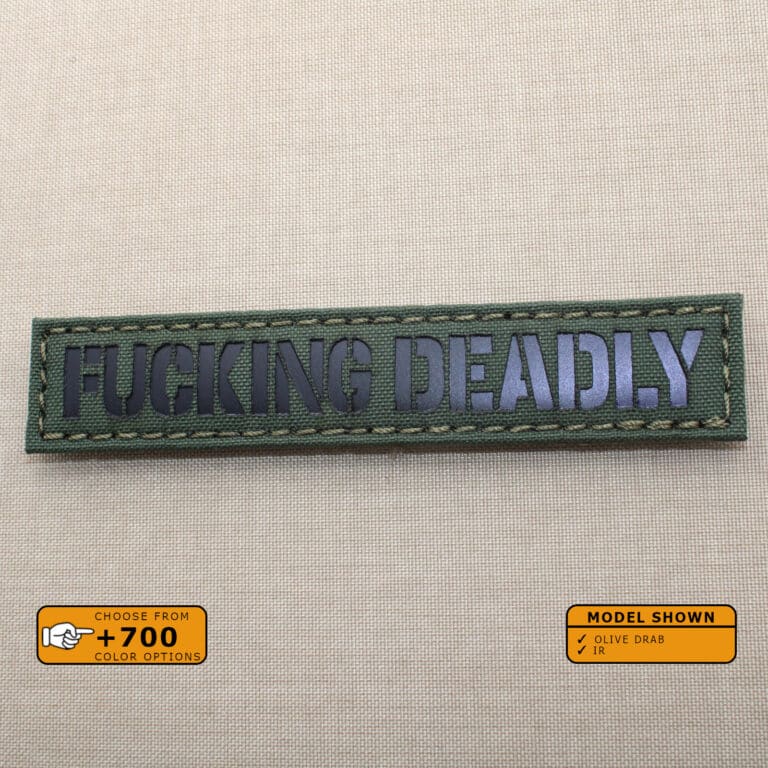 FUCKING DEADLY
CHOOSE FROM
+700
COLOR OPTIONS
MODEL SHOWN
✓ OLIVE DRAB
✓ IR